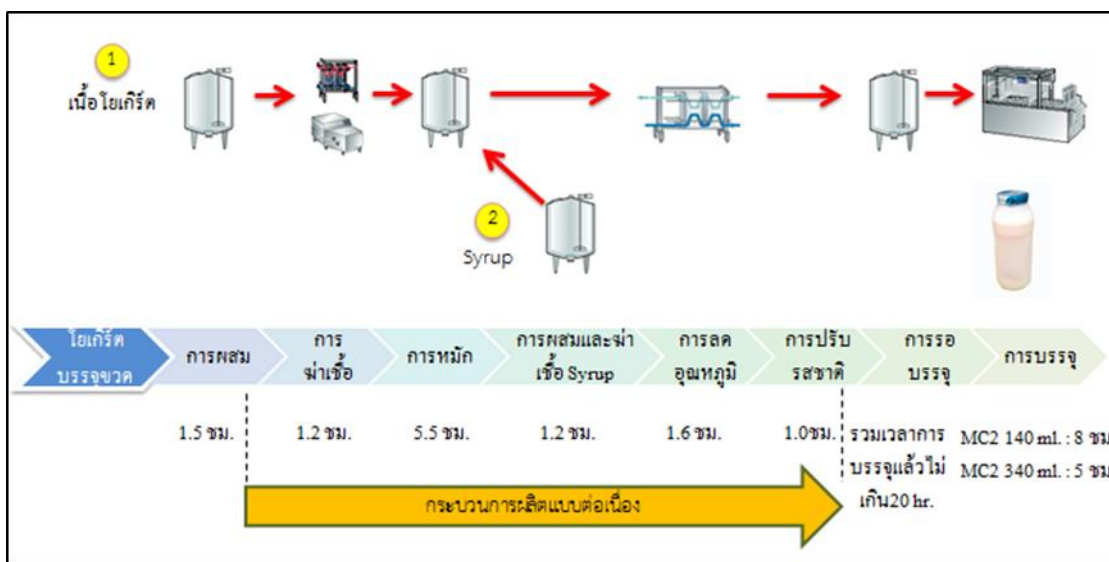 1
เนื้อโยเกิร์ต
2
Syrup
โยเกิร์ต
บรรจุขวด
การผสม
การ
ฆ่าเชื้อ
การหมัก
การผสมและฆ่า
เชื้อ Syrup
การลด
อุณหภูมิ
การปรับ
รสชาติ
การรอ
บรรจุ
การบรรจุ
1.5 ชม.
1.2 ชม.
5.5 ชม.
1.2 ชม.
1.6 ชม.
1.0ชม.
รวมเวลาการ
บรรจุแล้วไม่
เกิน20 hr.
MC2 140 ml. : 8 ชม
MC2 340 ml. : 5 ชม
กระบวนการผลิตแบบต่อเนื่อง